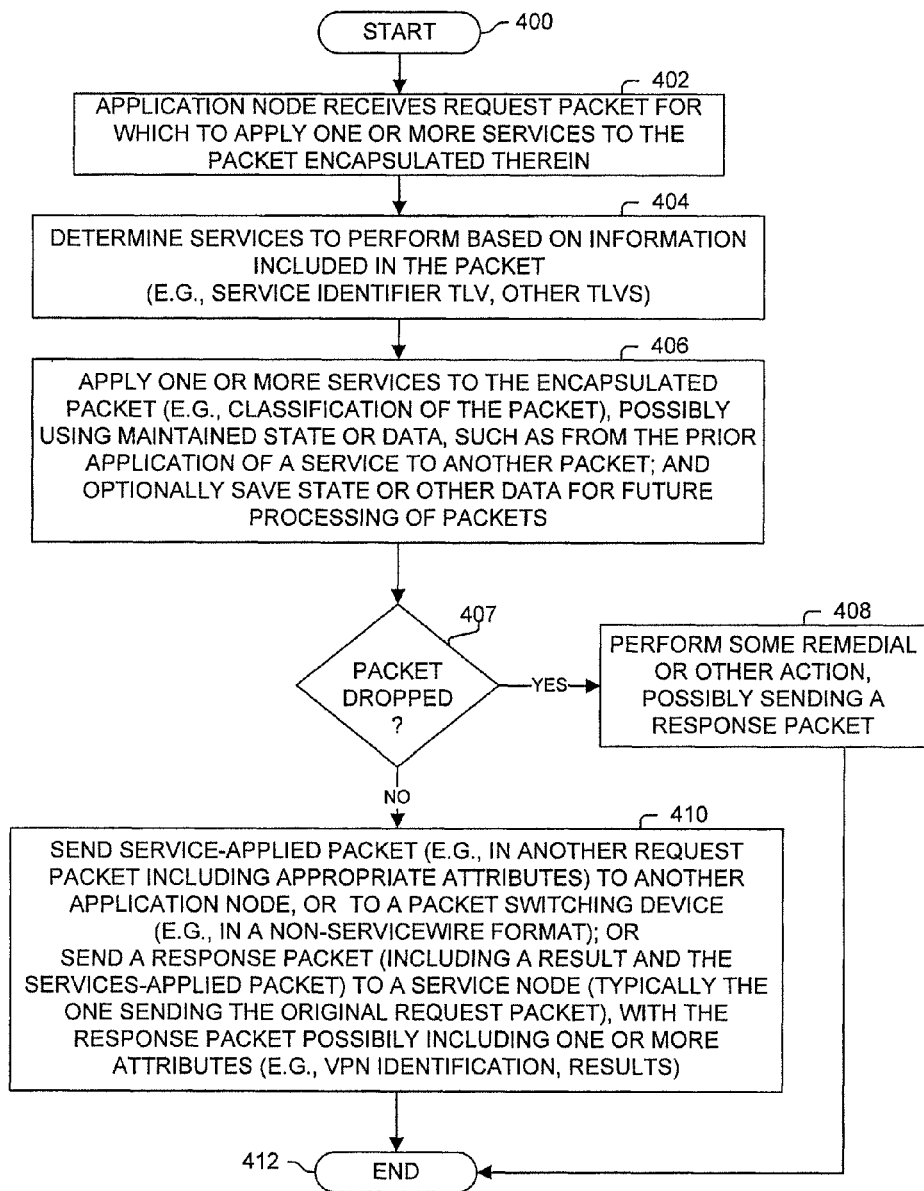 START
400
402
APPLICATION NODE RECEIVES REQUEST PACKET FOR
WHICH TO APPLY ONE OR MORE SERVICES TO THE
PACKET ENCAPSULATED THEREIN
404
DETERMINE SERVICES TO PERFORM BASED ON INFORMATION
INCLUDED IN THE PACKET
(E.G., SERVICE IDENTIFIER TLV, OTHER TLVS)
406
APPLY ONE OR MORE SERVICES TO THE ENCAPSULATED
PACKET (E.G., CLASSIFICATION OF THE PACKET), POSSIBLY
USING MAINTAINED STATE OR DATA, SUCH AS FROM THE PRIOR
APPLICATION OF A SERVICE TO ANOTHER PACKET; AND
OPTIONALLY SAVE STATE OR OTHER DATA FOR FUTURE
PROCESSING OF PACKETS
407
PACKET
DROPPED
?
YES
408
PERFORM SOME REMEDIAL
OR OTHER ACTION,
POSSIBLY SENDING A
RESPONSE PACKET
NO
410
SEND SERVICE-APPLIED PACKET (E.G., IN ANOTHER REQUEST
PACKET INCLUDING APPROPRIATE ATTRIBUTES) TO ANOTHER
APPLICATION NODE, OR TO A PACKET SWITCHING DEVICE
(E.G., IN A NON-SERVICEWIRE FORMAT); OR
SEND A RESPONSE PACKET (INCLUDING A RESULT AND THE
SERVICES-APPLIED PACKET) TO A SERVICE NODE (TYPICALLY THE
ONE SENDING THE ORIGINAL REQUEST PACKET), WITH THE
RESPONSE PACKET POSSIBILY INCLUDING ONE OR MORE
ATTRIBUTES (E.G., VPN IDENTIFICATION, RESULTS)
412
END